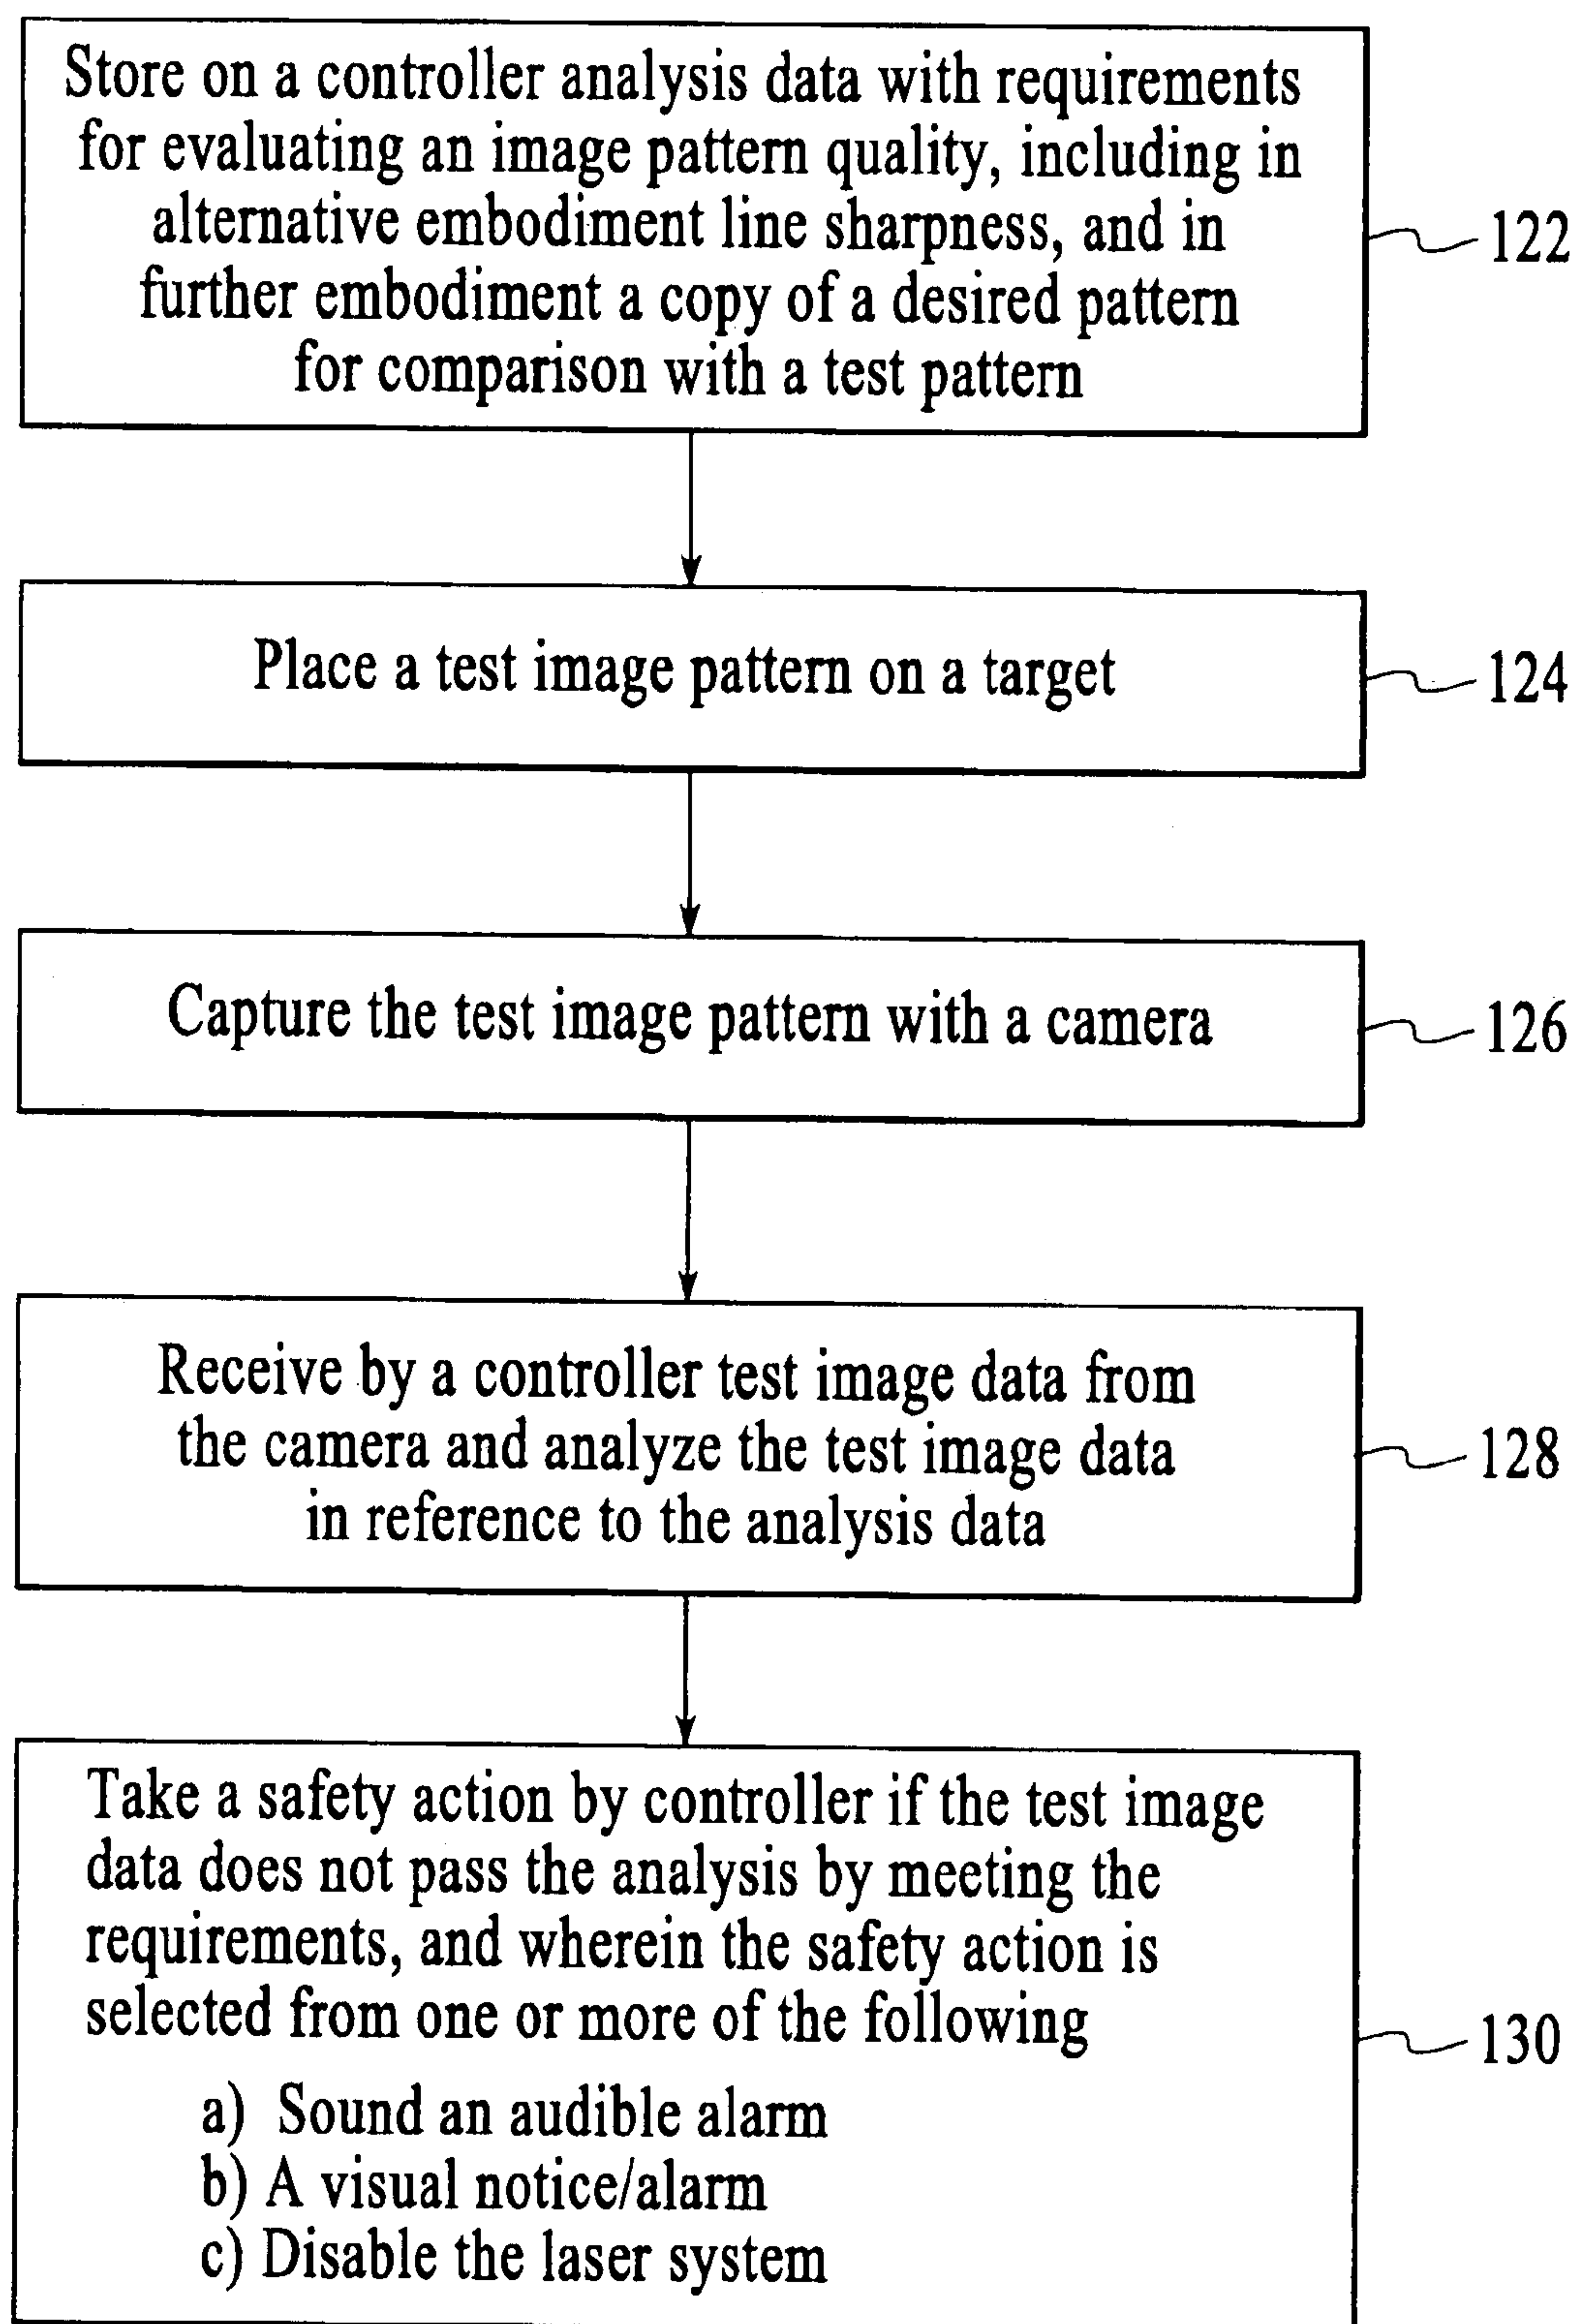 Store on a controller analysis data with requirements
for evaluating an image pattern quality, including in
alternative embodiment line sharpness, and in
further embodiment a copy of a desired pattern
for comparison with a test pattern
122
Place a test image pattern on a target
124
Capture the test image pattern with a camera
126
Receive by a controller test image data from
the camera and analyze the test image data
in reference to the analysis data
128
Take a safety action by controller if the test image
data does not pass the analysis by meeting the
requirements, and wherein the safety action is
selected from one or more of the following
130
a) Sound an audible alarm
b) A visual notice/alarm
c) Disable the laser system